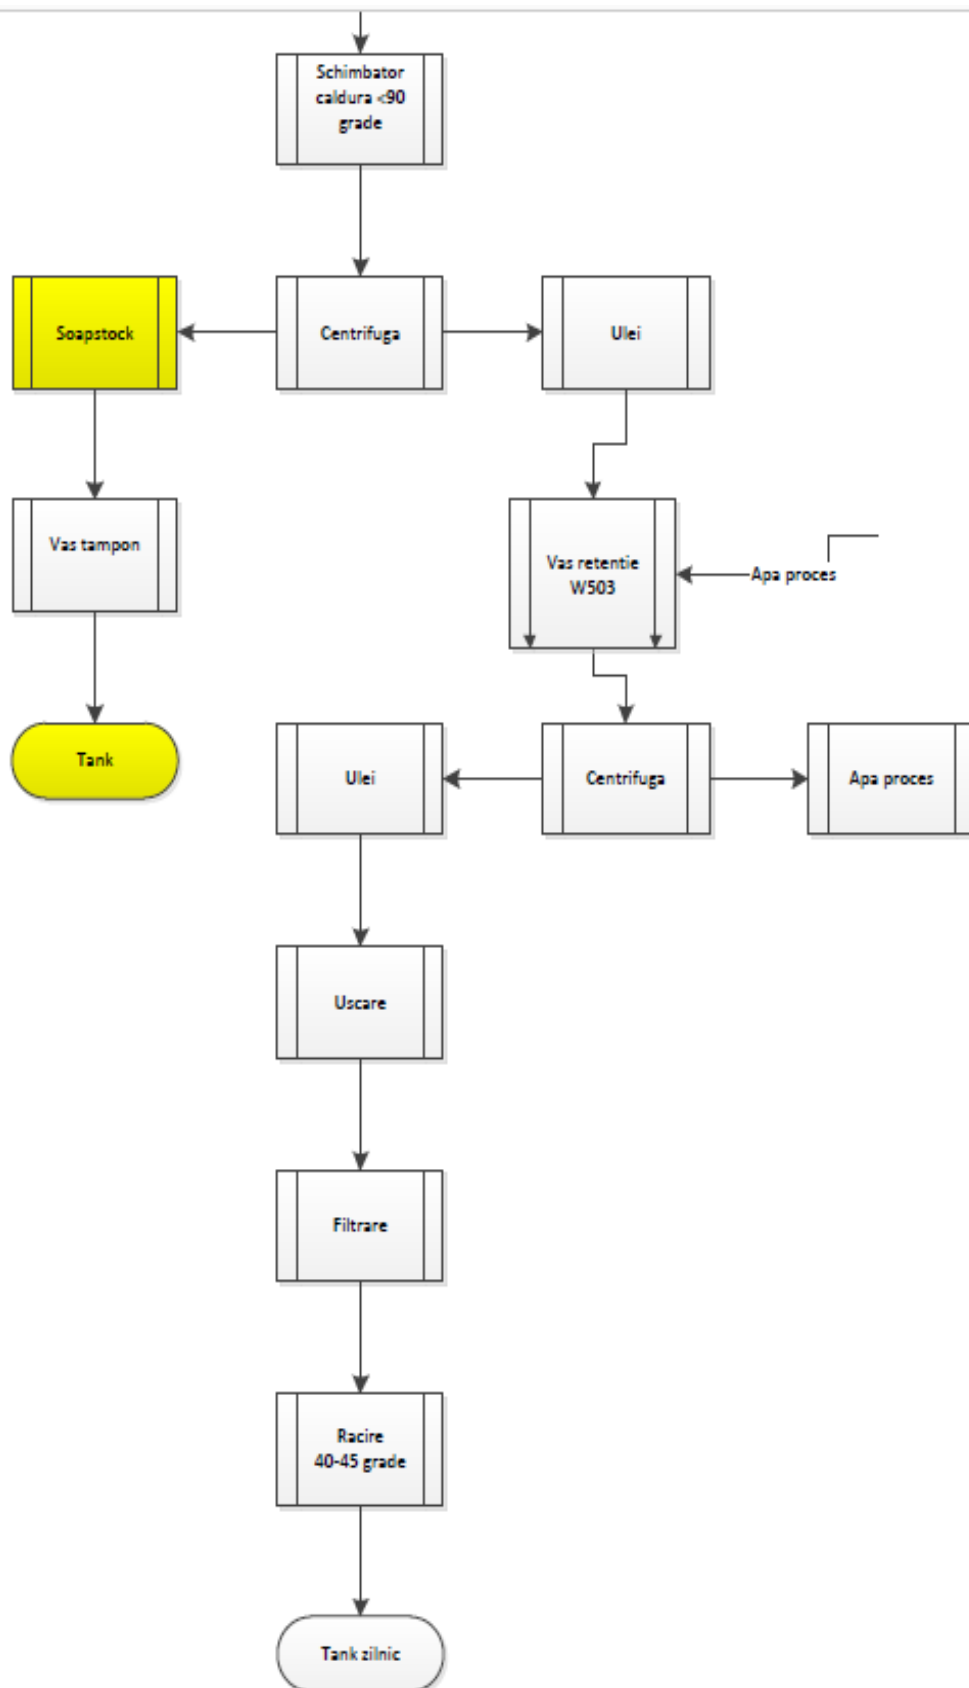 Schimbator
caldura <90
grade
Soapstock
Centrifuga
Ulei
Vas tampon
Vas retentie
W503
Apa proces
Tank
Ulei
Centrifuga
Apa proces
Uscare
Filtrare
Racire
40-45 grade
Tank zilnic